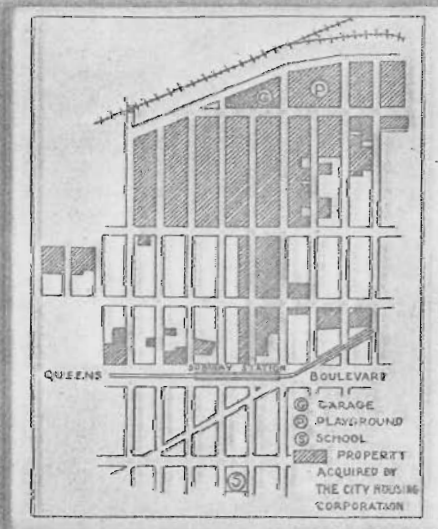 G P
SUBWAY STATION
QUEENS BOULEVARD
G GARAGE
P PLAYGROUND
S SCHOOL
PROPERTY
ACQUIRED BY
THE CITY HOUSING
CORPORATION
S